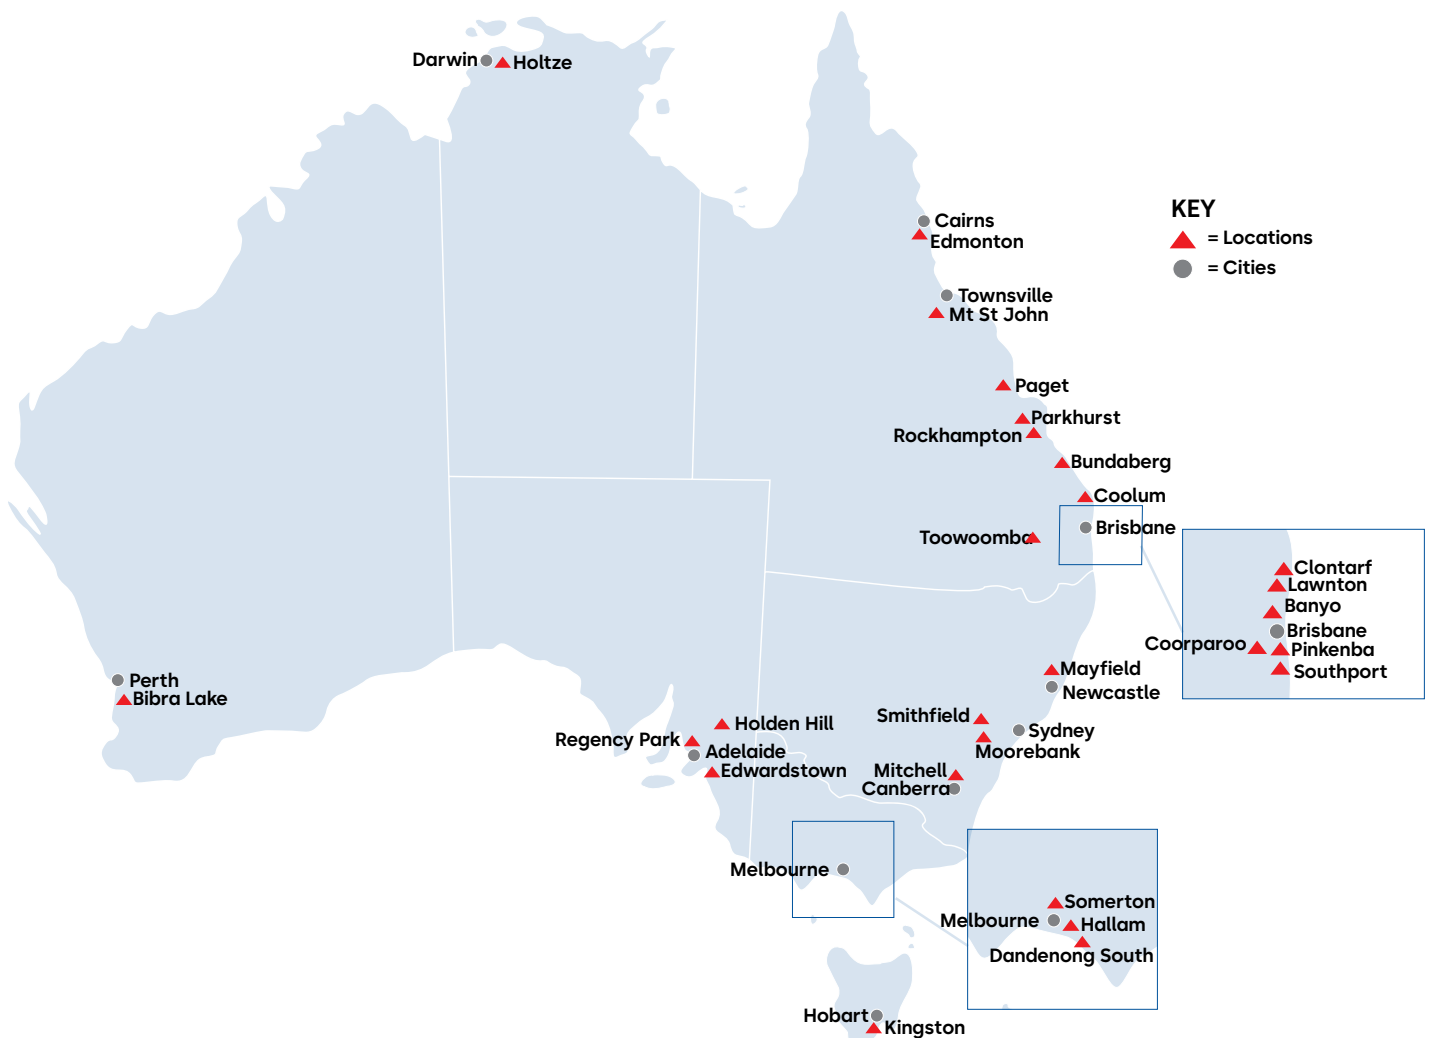 Darwin
Holtze
KEY
= Locations
= Cities
Cairns
Edmonton
Townsville
Mt St John
Paget
Parkhurst
Rockhampton
Bundaberg
Coolum
Brisbane
Toowoomba
Clontarf
Lawnton
Banyo
Brisbane
Coorparoo
Pinkenba
Southport
Perth
Bibra Lake
Mayfield
Newcastle
Holden Hill
Regency Park
Adelaide
Edwardstown
Smithfield
Sydney
Moorebank
Mitchell
Canberra
Melbourne
Somerton
Melbourne
Hallam
Dandenong South
Hobart
Kingston